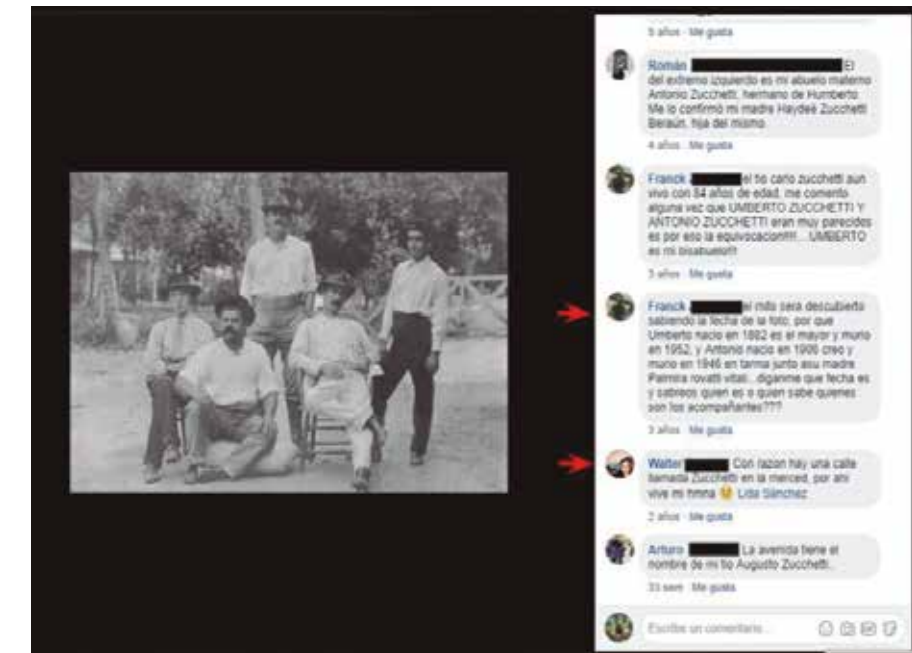 5 años · Me gusta
Román El
del extremo izquierdo es mi abuelo materno
Antonio Zucchetti, hermano de Humberto.
Me lo confirmó mi madre Haydeé Zucchetti
Beraún, hija del mismo.
4 años · Me gusta
Franck el tio carlo zucchetti aun
vivo con 84 años de edad, me comento
alguna vez que UMBERTO ZUCCHETTI Y
ANTONIO ZUCCHETTI eran muy parecidos
es por eso la equivocacion!!!!... UMBERTO
es mi bisabuelo!!!
3 años · Me gusta
Franck el mito sera descubierto
sabiendo la fecha de la foto, por que
Umberto nacio en 1882 es el mayor y murio
en 1952, y Antonio nacio en 1906 creo y
murio en 1946 en tarma junto asu madre
Palmira rovatti vitali...diganme que fecha es
y sabreos quien es o quien sabe quienes
son los acompañantes???
3 años · Me gusta
Walter Con razon hay una calle
llamada Zucchetti en la merced, por ahi
vive mi hmna Lida Sánchez
2 años · Me gusta
Arturo La avenida tiene el
nombre de mi tio Augusto Zucchetti..
33 sem · Me gusta
Escribe un comentario...